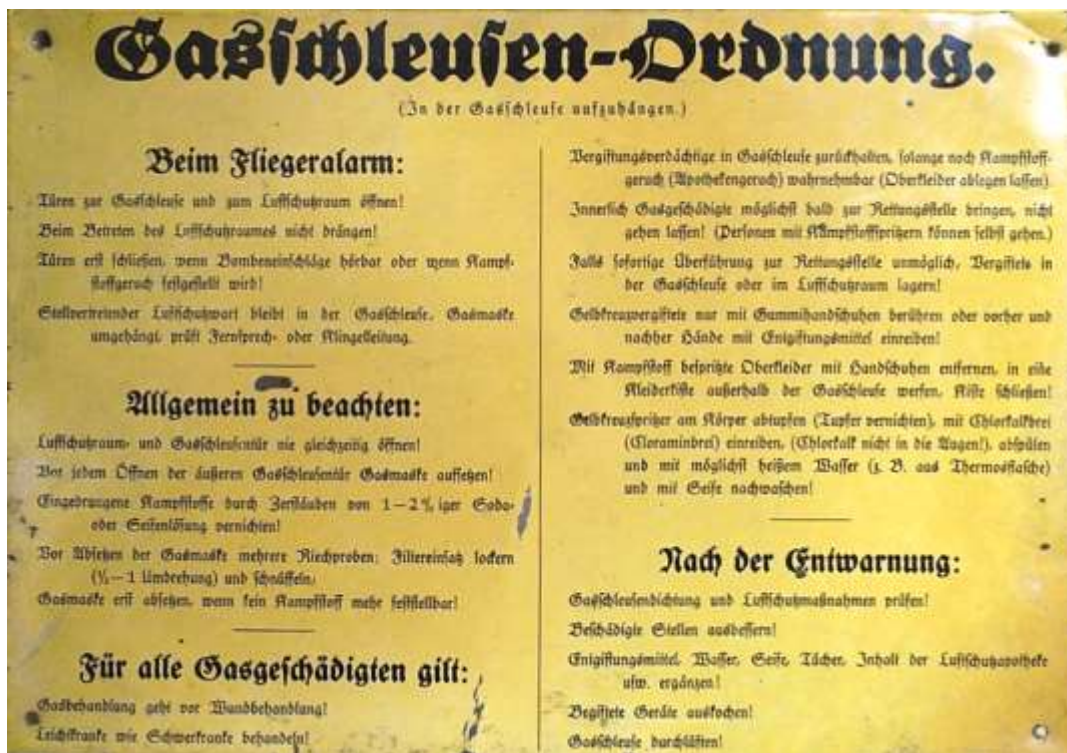 Gasschleusen-Ordnung.
(In der Gasschleuse aufzuhängen.)
Beim Fliegeralarm:
Türen zur Gasschleuse und zum Luftschutzraum öffnen!
Beim Betreten des Luftschutzraumes nicht drängen!
Türen erst schließen, wenn Bombeneinschläge hörbar oder wenn Kampf-
stoffgeruch festgestellt wird!
Stellvertretender Luftschutzwart bleibt in der Gasschleuse, Gasmaske
umgehängt, prüft Fernsprech- oder Klingelleitung.
Allgemein zu beachten:
Luftschutzraum- und Gasschleusentür nie gleichzeitig öffnen!
Vor jedem Öffnen der äußeren Gasschleusentür Gasmaske aufsetzen!
Eingedrungene Kampfstoffe durch Zerstäuben von 1–2%iger Soda-
oder Seifenlösung vernichten!
Vor Absetzen der Gasmaske mehrere Riechproben: Filtereinsatz lockern
(½–1 Umdrehung) und schnüffeln.
Gasmaske erst absetzen, wenn kein Kampfstoff mehr feststellbar!
Für alle Gasgeschädigten gilt:
Gasbehandlung geht vor Wundbehandlung!
Leichtkranke wie Schwerkranke behandeln!
Vergiftungsverdächtige in Gasschleuse zurückhalten, solange noch Kampfstoff-
geruch (Apothekengeruch) wahrnehmbar (Oberkleider ablegen lassen).
Innerlich Gasgeschädigte möglichst bald zur Rettungsstelle bringen, nicht
gehen lassen! (Personen mit Kampfstoffspritzern können selbst gehen.)
Falls sofortige Überführung zur Rettungsstelle unmöglich, Vergiftete in
der Gasschleuse oder im Luftschutzraum lagern!
Gelbkreuzvergiftete nur mit Gummihandschuhen berühren oder vorher und
nachher Hände mit Entgiftungsmittel einreiben!
Mit Kampfstoff bespritzte Oberkleider mit Handschuhen entfernen, in eine
Kleiderkiste außerhalb der Gasschleuse werfen, Kiste schließen!
Gelbkreuzspritzer am Körper abtupfen (Tupfer vernichten), mit Chlorkalkbrei
(Cloraminbrei) einreiben, (Chlorkalk nicht in die Augen!), abspülen
und mit möglichst heißem Wasser (z. B. aus Thermosflasche)
und mit Seife nachwaschen!
Nach der Entwarnung:
Gasschleusendichtung und Luftschutzmaßnahmen prüfen!
Beschädigte Stellen ausbessern!
Entgiftungsmittel, Wasser, Seife, Tücher, Inhalt der Luftschutzapotheke
usw. ergänzen!
Begiftete Geräte auskochen!
Gasschleuse durchlüften!